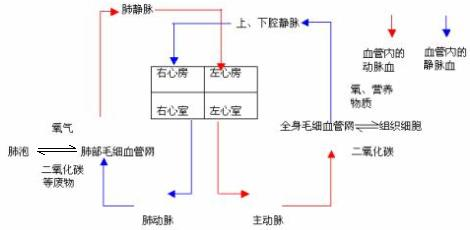 肺静脉
上、下腔静脉
血管内的
动脉血
血管内的
静脉血
右心房
左心房
右心室
左心室
氧、营养
物质
全身毛细血管网
组织细胞
二氧化碳
氧气
肺泡
肺部毛细血管网
二氧化碳
等废物
肺动脉
主动脉